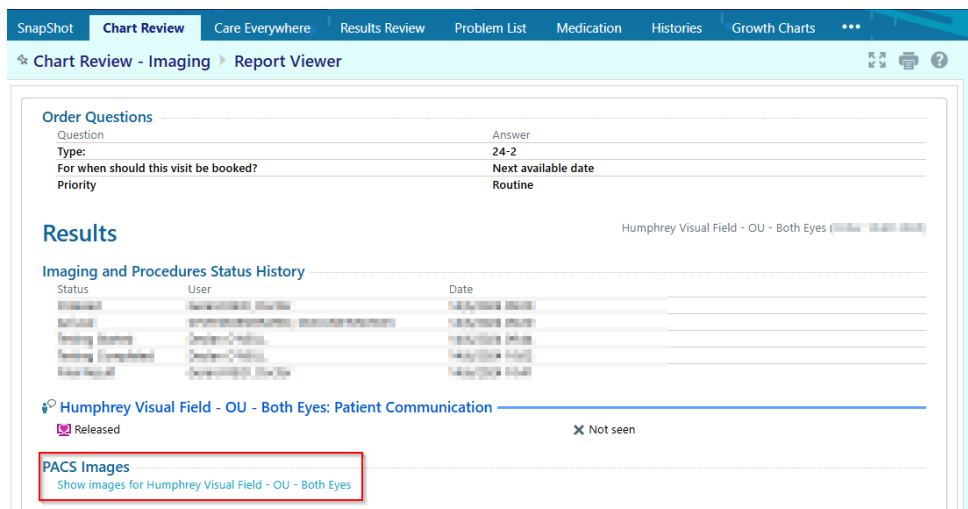 SnapShot Chart Review Care Everywhere Results Review Problem List Medication Histories Growth Charts •••
Chart Review - Imaging Report Viewer
Order Questions
Question Answer
Type: 24-2
For when should this visit be booked? Next available date
Priority Routine
Results Humphrey Visual Field - OU - Both Eyes (
Imaging and Procedures Status History
Status User Date
Humphrey Visual Field - OU - Both Eyes: Patient Communication
Released Not seen
PACS Images
Show images for Humphrey Visual Field - OU - Both Eyes